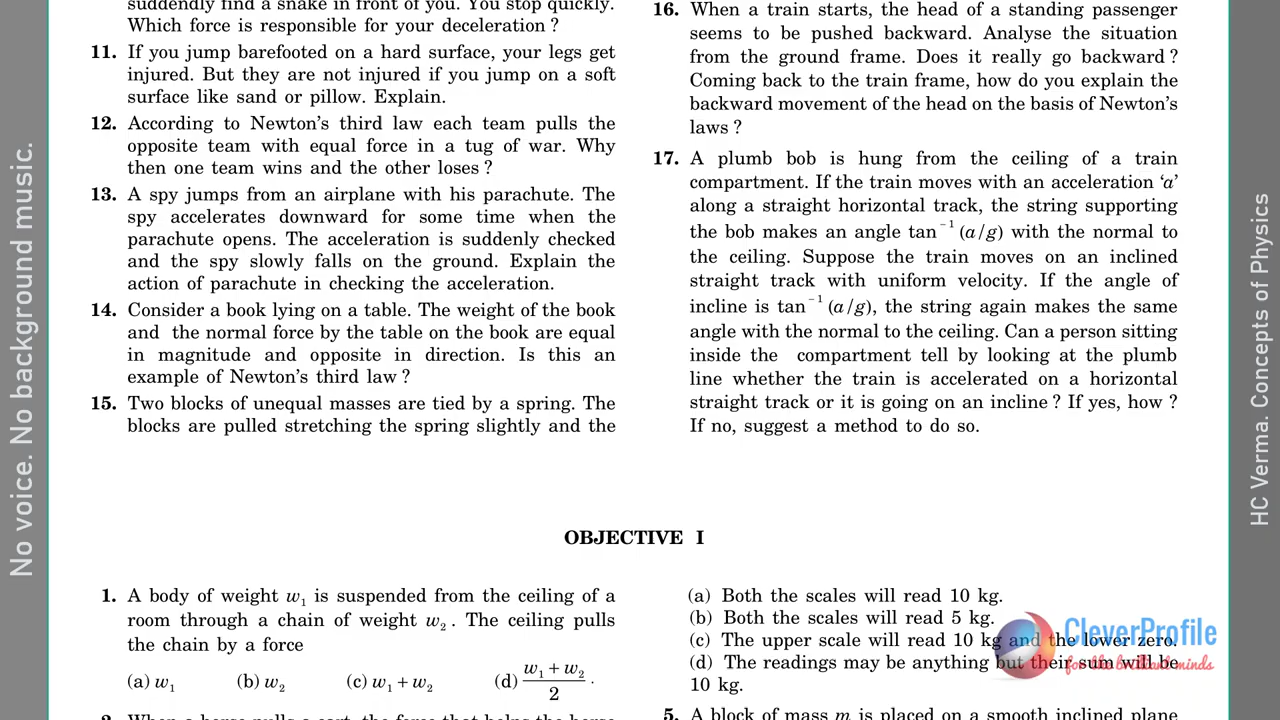 suddenly find a snake in front of you. You stop quickly.
Which force is responsible for your deceleration ?
11. If you jump barefooted on a hard surface, your legs get
injured. But they are not injured if you jump on a soft
surface like sand or pillow. Explain.
12. According to Newton's third law each team pulls the
opposite team with equal force in a tug of war. Why
then one team wins and the other loses ?
13. A spy jumps from an airplane with his parachute. The
spy accelerates downward for some time when the
parachute opens. The acceleration is suddenly checked
and the spy slowly falls on the ground. Explain the
action of parachute in checking the acceleration.
14. Consider a book lying on a table. The weight of the book
and the normal force by the table on the book are equal
in magnitude and opposite in direction. Is this an
example of Newton's third law ?
15. Two blocks of unequal masses are tied by a spring. The
blocks are pulled stretching the spring slightly and the
16. When a train starts, the head of a standing passenger
seems to be pushed backward. Analyse the situation
from the ground frame. Does it really go backward ?
Coming back to the train frame, how do you explain the
backward movement of the head on the basis of Newton's
laws ?
17. A plumb bob is hung from the ceiling of a train
compartment. If the train moves with an acceleration 'a'
along a straight horizontal track, the string supporting
the bob makes an angle tan⁻¹ (a/g) with the normal to
the ceiling. Suppose the train moves on an inclined
straight track with uniform velocity. If the angle of
incline is tan⁻¹ (a/g), the string again makes the same
angle with the normal to the ceiling. Can a person sitting
inside the compartment tell by looking at the plumb
line whether the train is accelerated on a horizontal
straight track or it is going on an incline ? If yes, how ?
If no, suggest a method to do so.
OBJECTIVE I
1. A body of weight w₁ is suspended from the ceiling of a
room through a chain of weight w₂ . The ceiling pulls
the chain by a force
(a) w₁ (b) w₂ (c) w₁ + w₂ (d) (w₁ + w₂)/2 .
2. When a horse pulls a cart, the force that helps the horse
(a) Both the scales will read 10 kg.
(b) Both the scales will read 5 kg.
(c) The upper scale will read 10 kg and the lower zero.
(d) The readings may be anything but their sum will be
10 kg.
5. A block of mass m is placed on a smooth inclined plane
No voice. No background music.
HC Verma. Concepts of Physics
CleverProfile
for the brilliant minds